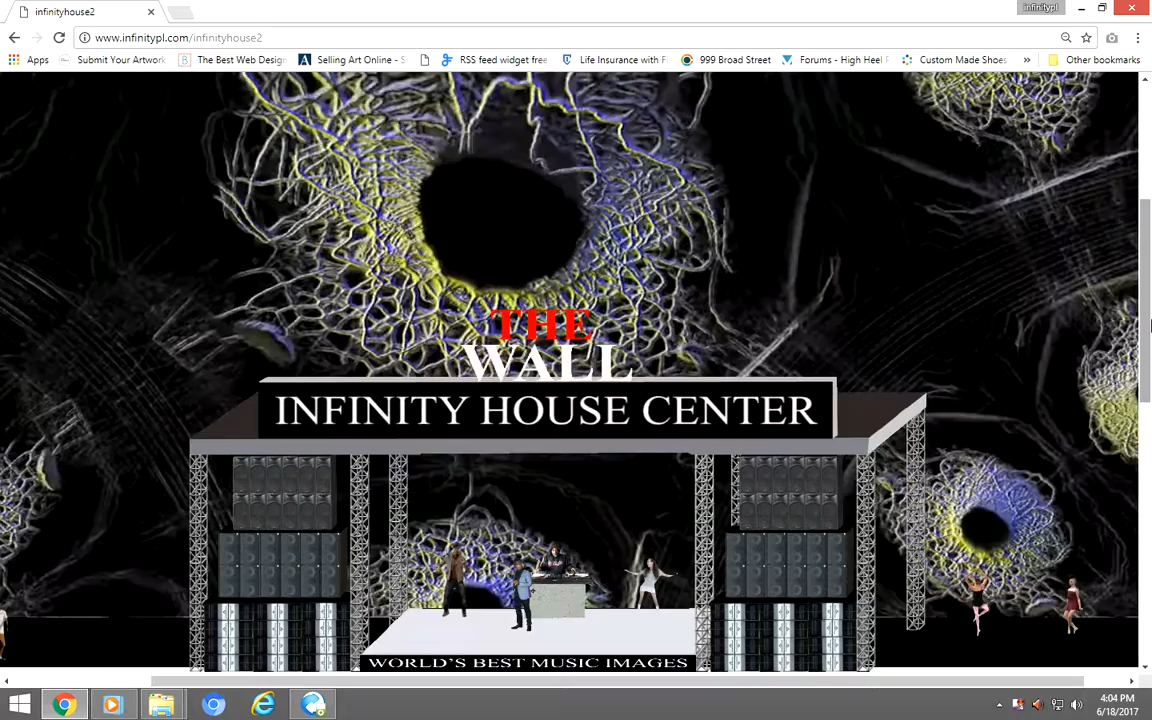 infinityhouse2
infinitypl
www.infinitypl.com/infinityhouse2
Apps
Submit Your Artwork
The Best Web Design
Selling Art Online - S
RSS feed widget free
Life Insurance with F
999 Broad Street
Forums - High Heel
Custom Made Shoes
»
Other bookmarks
THE
WALL
INFINITY HOUSE CENTER
WORLD'S BEST MUSIC IMAGES
4:04 PM
6/18/2017